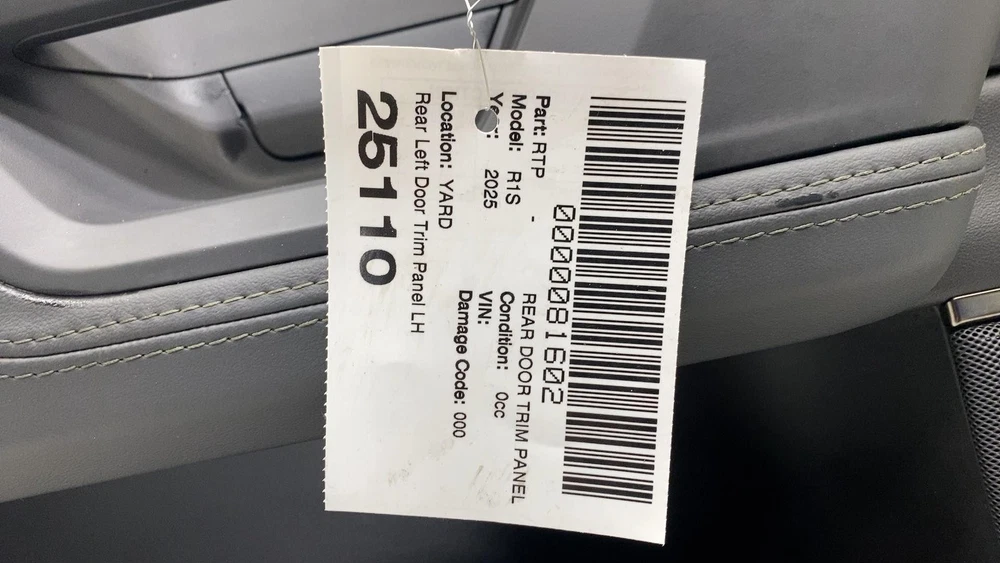 0000081602
Part: RTP - REAR DOOR TRIM PANEL
Model: R1S Condition: 0cc
Year: 2025 VIN:
Damage Code: 000
Location: YARD
Rear Left Door Trim Panel LH
25110